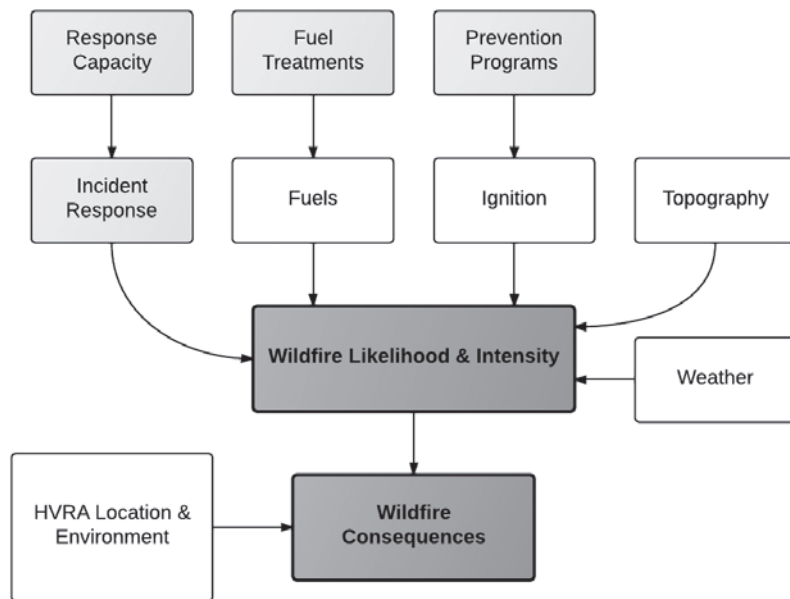 Response
Capacity
Fuel
Treatments
Prevention
Programs
Incident
Response
Fuels
Ignition
Topography
Wildfire Likelihood & Intensity
Weather
HVRA Location &
Environment
Wildfire
Consequences